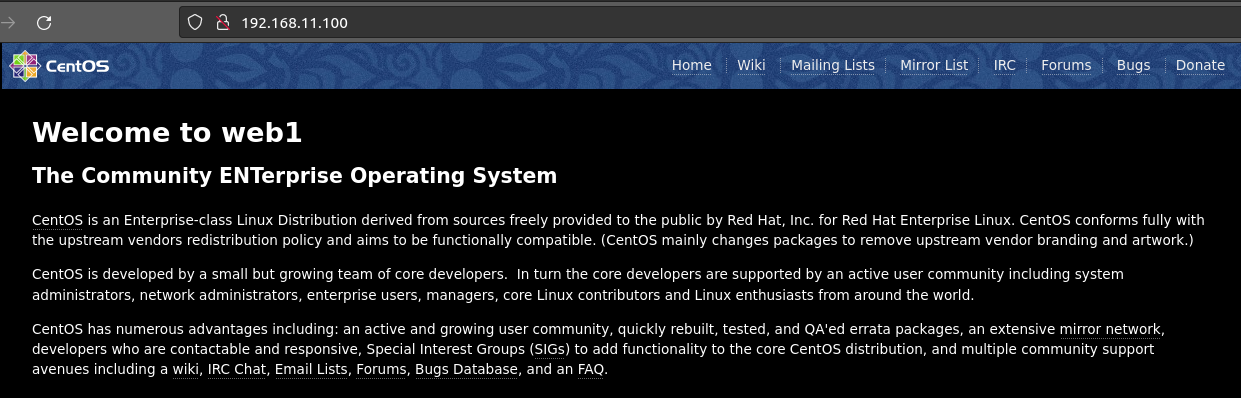 192.168.11.100
CentOS
Home Wiki Mailing Lists Mirror List IRC Forums Bugs Donate
Welcome to web1
The Community ENTerprise Operating System
CentOS is an Enterprise-class Linux Distribution derived from sources freely provided to the public by Red Hat, Inc. for Red Hat Enterprise Linux. CentOS conforms fully with
the upstream vendors redistribution policy and aims to be functionally compatible. (CentOS mainly changes packages to remove upstream vendor branding and artwork.)
CentOS is developed by a small but growing team of core developers.  In turn the core developers are supported by an active user community including system
administrators, network administrators, enterprise users, managers, core Linux contributors and Linux enthusiasts from around the world.
CentOS has numerous advantages including: an active and growing user community, quickly rebuilt, tested, and QA'ed errata packages, an extensive mirror network,
developers who are contactable and responsive, Special Interest Groups (SIGs) to add functionality to the core CentOS distribution, and multiple community support
avenues including a wiki, IRC Chat, Email Lists, Forums, Bugs Database, and an FAQ.